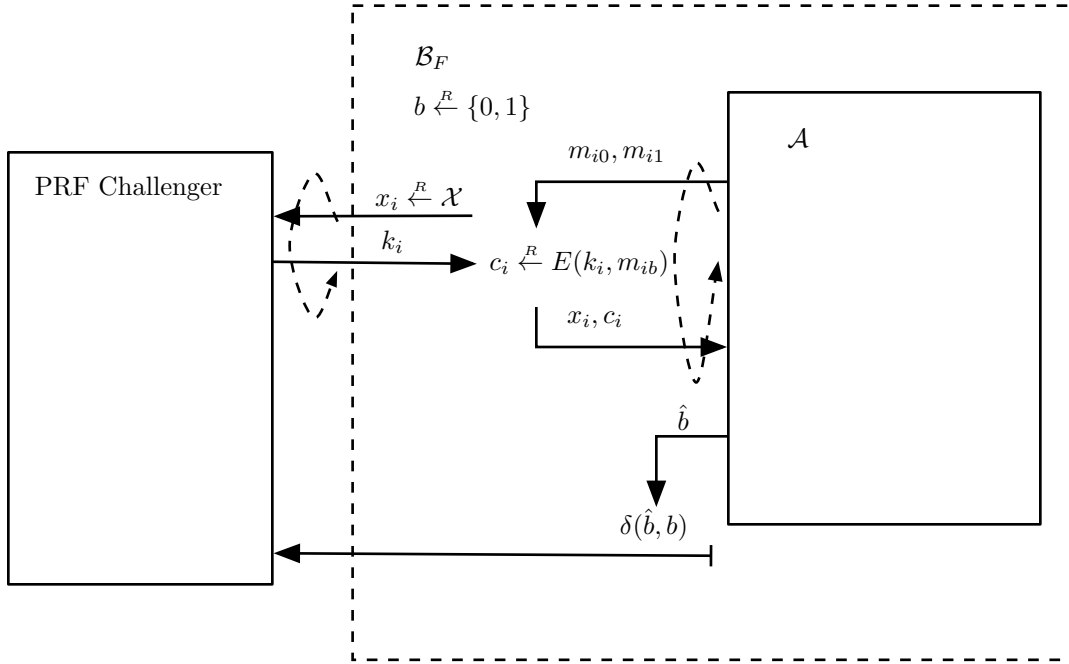 𝓑_F
b ←^R {0, 1}
𝒜
m_{i0}, m_{i1}
PRF Challenger
x_i ←^R 𝒳
k_i
c_i ←^R E(k_i, m_{ib})
x_i, c_i
b̂
δ(b̂, b)